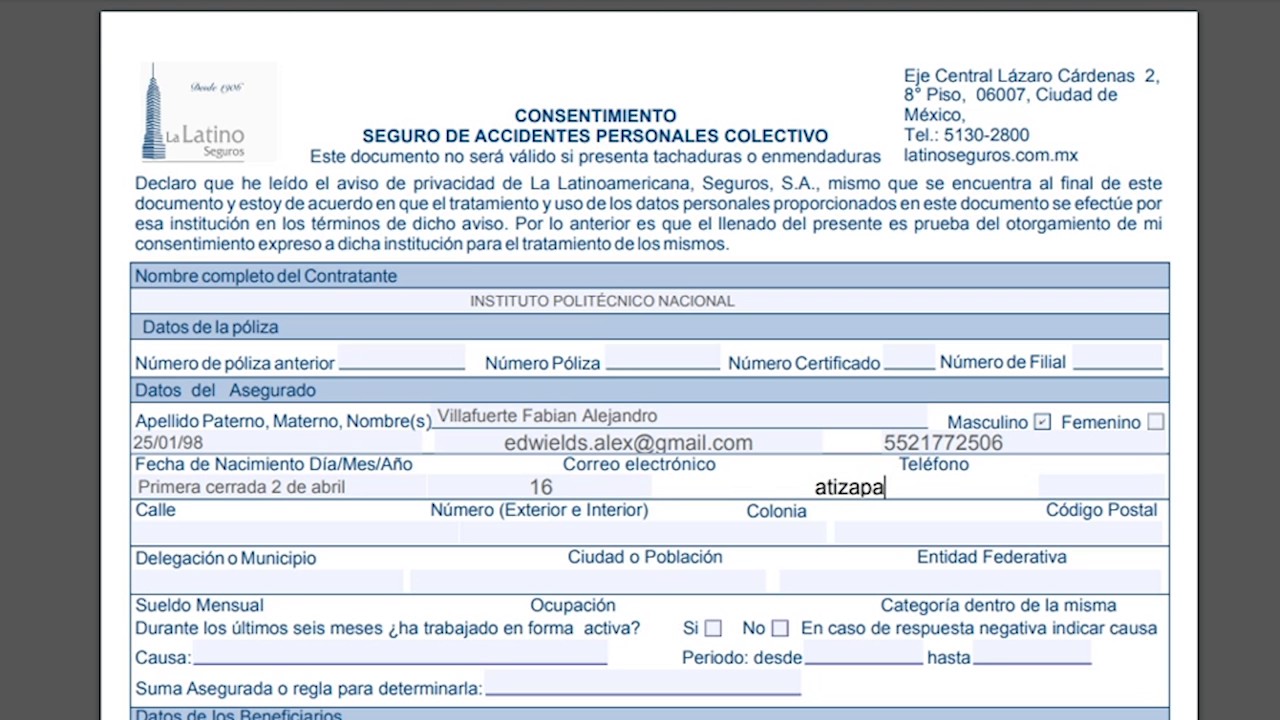 Desde 1906
La Latino
Seguros
Eje Central Lázaro Cárdenas 2,
8° Piso, 06007, Ciudad de
México,
Tel.: 5130-2800
latinoseguros.com.mx
CONSENTIMIENTO
SEGURO DE ACCIDENTES PERSONALES COLECTIVO
Este documento no será válido si presenta tachaduras o enmendaduras
Declaro que he leído el aviso de privacidad de La Latinoamericana, Seguros, S.A., mismo que se encuentra al final de este
documento y estoy de acuerdo en que el tratamiento y uso de los datos personales proporcionados en este documento se efectúe por
esa institución en los términos de dicho aviso. Por lo anterior es que el llenado del presente es prueba del otorgamiento de mi
consentimiento expreso a dicha institución para el tratamiento de los mismos.
Nombre completo del Contratante
INSTITUTO POLITÉCNICO NACIONAL
Datos de la póliza
Número de póliza anterior Número Póliza Número Certificado Número de Filial
Datos del Asegurado
Apellido Paterno, Materno, Nombre(s) Villafuerte Fabian Alejandro Masculino Femenino
25/01/98 edwields.alex@gmail.com 5521772506
Fecha de Nacimiento Día/Mes/Año Correo electrónico Teléfono
Primera cerrada 2 de abril 16 atizapa
Calle Número (Exterior e Interior) Colonia Código Postal
Delegación o Municipio Ciudad o Población Entidad Federativa
Sueldo Mensual Ocupación Categoría dentro de la misma
Durante los últimos seis meses ¿ha trabajado en forma activa? Si No En caso de respuesta negativa indicar causa
Causa: Periodo: desde hasta
Suma Asegurada o regla para determinarla:
Datos de los Beneficiarios